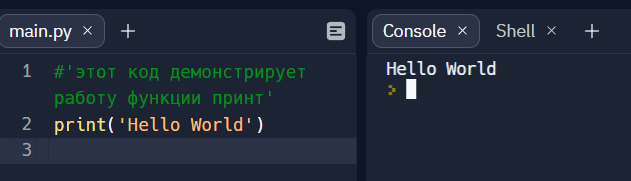 main.py × +
1 #'этот код демонстрирует
работу функции принт'
2 print('Hello World')
3
Console × Shell × +
Hello World
>